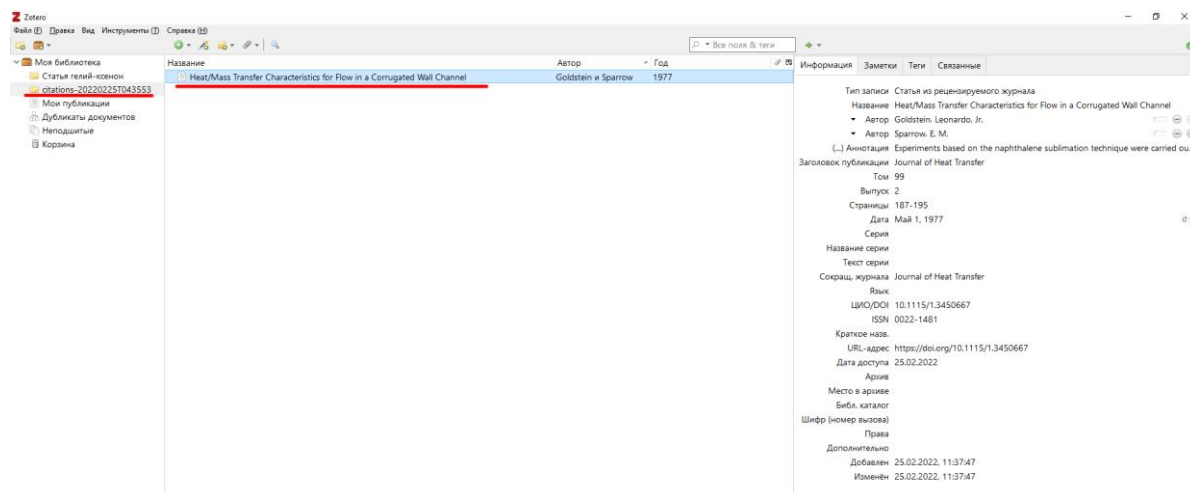 Zotero
Файл (F) Правка Вид Инструменты (T) Справка (H)
Все поля & теги
Моя библиотека
Статья гелий-ксенон
citations-20220225T043553
Мои публикации
Дубликаты документов
Неподшитые
Корзина
Название Автор Год
Heat/Mass Transfer Characteristics for Flow in a Corrugated Wall Channel Goldstein и Sparrow 1977
Информация Заметки Теги Связанные
Тип записи Статья из рецензируемого журнала
Название Heat/Mass Transfer Characteristics for Flow in a Corrugated Wall Channel
Автор Goldstein, Leonardo, Jr.
Автор Sparrow, E. M.
(...) Аннотация Experiments based on the naphthalene sublimation technique were carried ou...
Заголовок публикации Journal of Heat Transfer
Том 99
Выпуск 2
Страницы 187-195
Дата Май 1, 1977 d
Серия
Название серии
Текст серии
Сокращ. журнала Journal of Heat Transfer
Язык
ЦИО/DOI 10.1115/1.3450667
ISSN 0022-1481
Краткое назв.
URL-адрес https://doi.org/10.1115/1.3450667
Дата доступа 25.02.2022
Архив
Место в архиве
Библ. каталог
Шифр (номер вызова)
Права
Дополнительно
Добавлен 25.02.2022, 11:37:47
Изменён 25.02.2022, 11:37:47